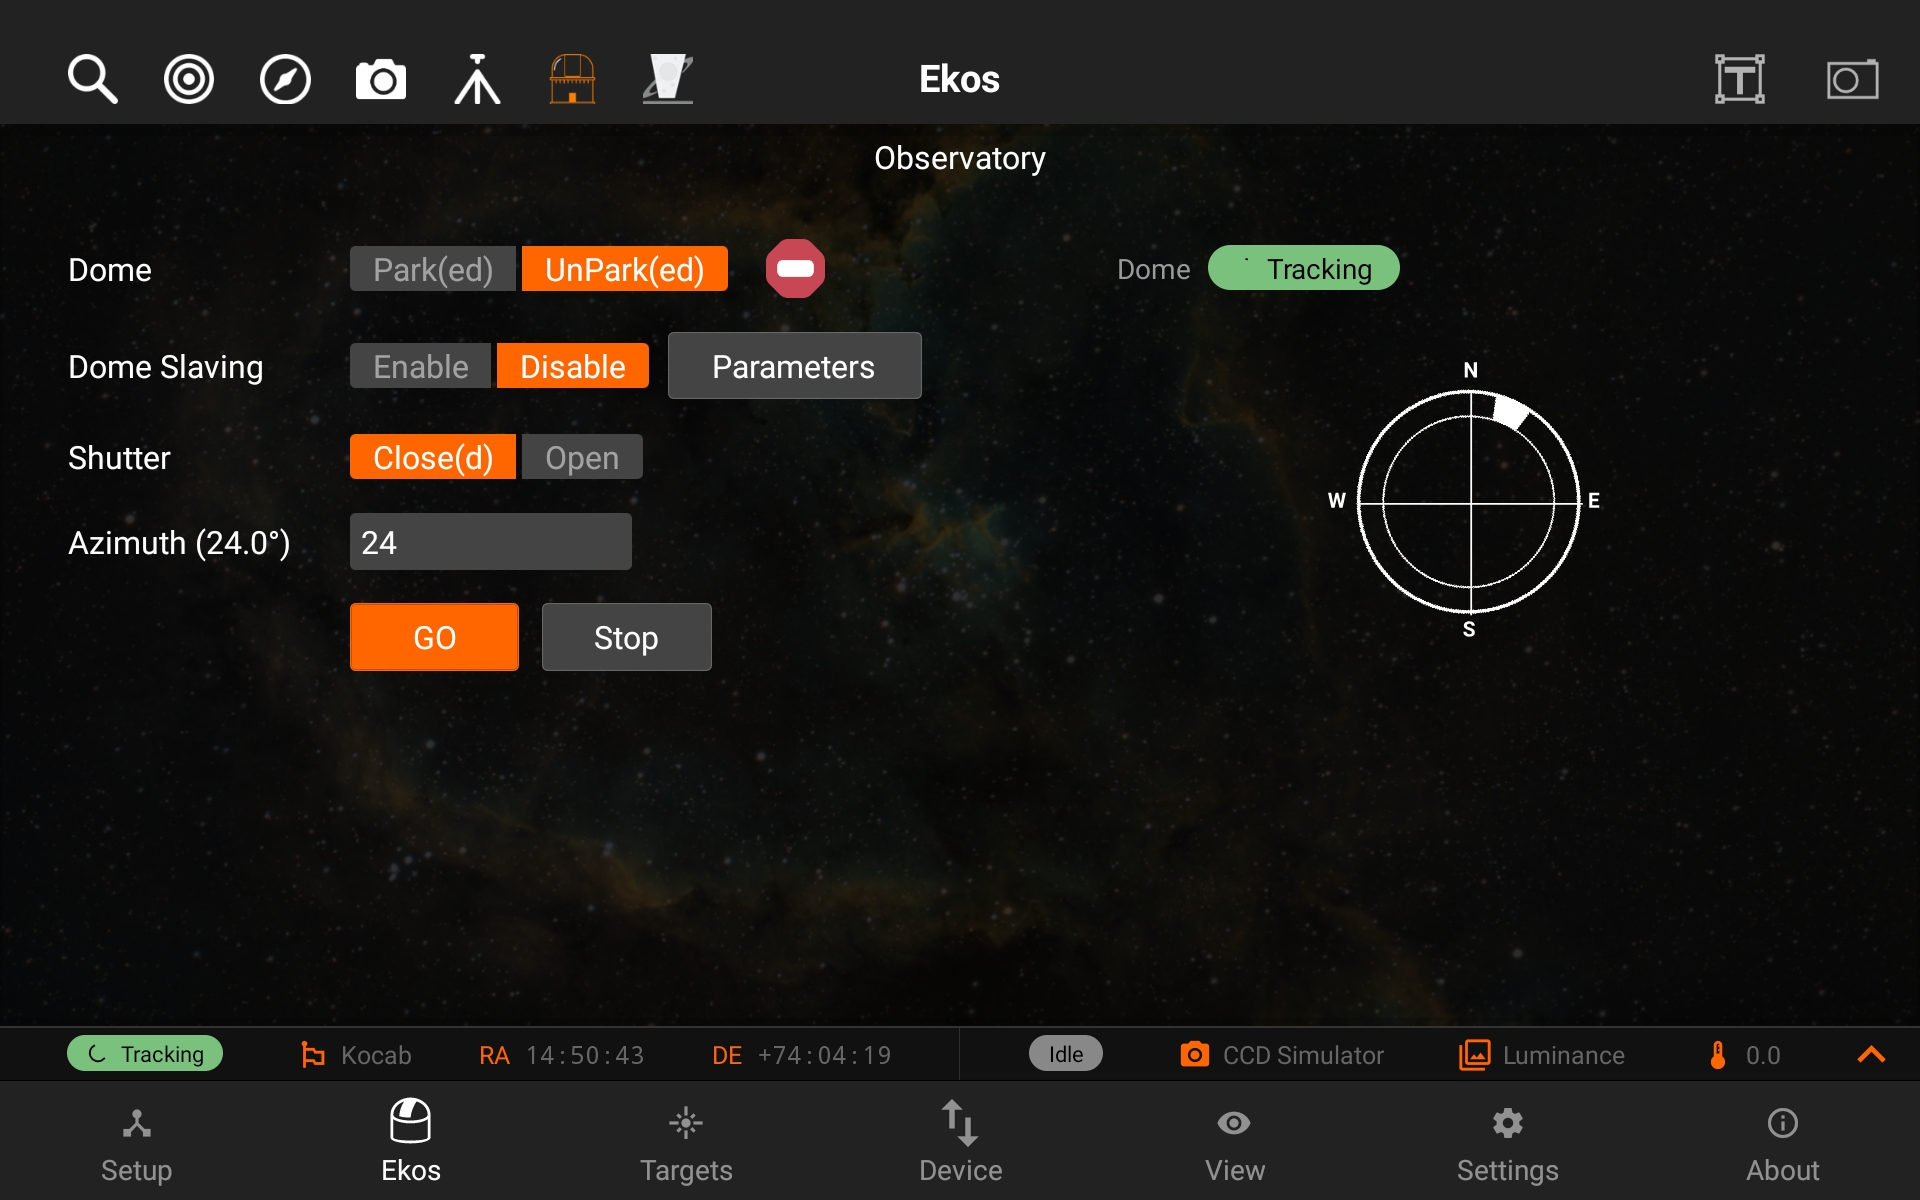 Ekos
Observatory
Dome Park(ed) UnPark(ed) Dome Tracking
Dome Slaving Enable Disable Parameters
N
Shutter Close(d) Open
W E
Azimuth (24.0°) 24
S
GO Stop
Tracking Kocab RA 14:50:43 DE +74:04:19 Idle CCD Simulator Luminance 0.0
Setup Ekos Targets Device View Settings About